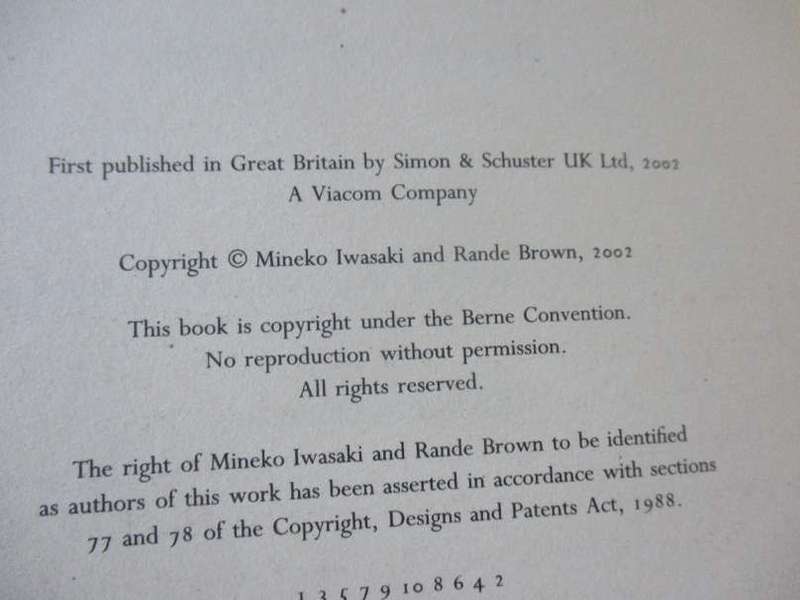 First published in Great Britain by Simon & Schuster UK Ltd, 2002
A Viacom Company
Copyright © Mineko Iwasaki and Rande Brown, 2002
This book is copyright under the Berne Convention.
No reproduction without permission.
All rights reserved.
The right of Mineko Iwasaki and Rande Brown to be identified
as authors of this work has been asserted in accordance with sections
77 and 78 of the Copyright, Designs and Patents Act, 1988.
1 3 5 7 9 10 8 6 4 2